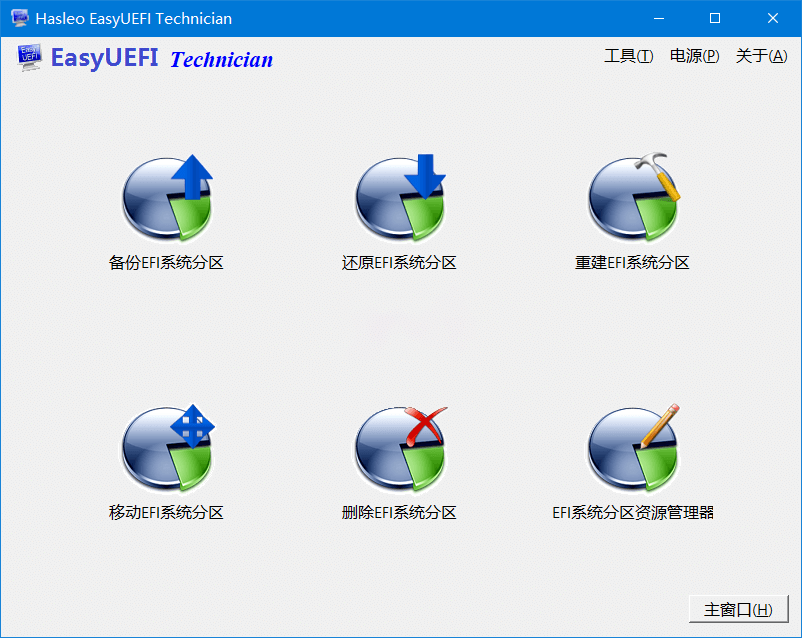 Hasleo EasyUEFI Technician
EasyUEFI Technician
工具(T) 电源(P) 关于(A)
备份EFI系统分区
还原EFI系统分区
重建EFI系统分区
移动EFI系统分区
删除EFI系统分区
EFI系统分区资源管理器
主窗口(H)